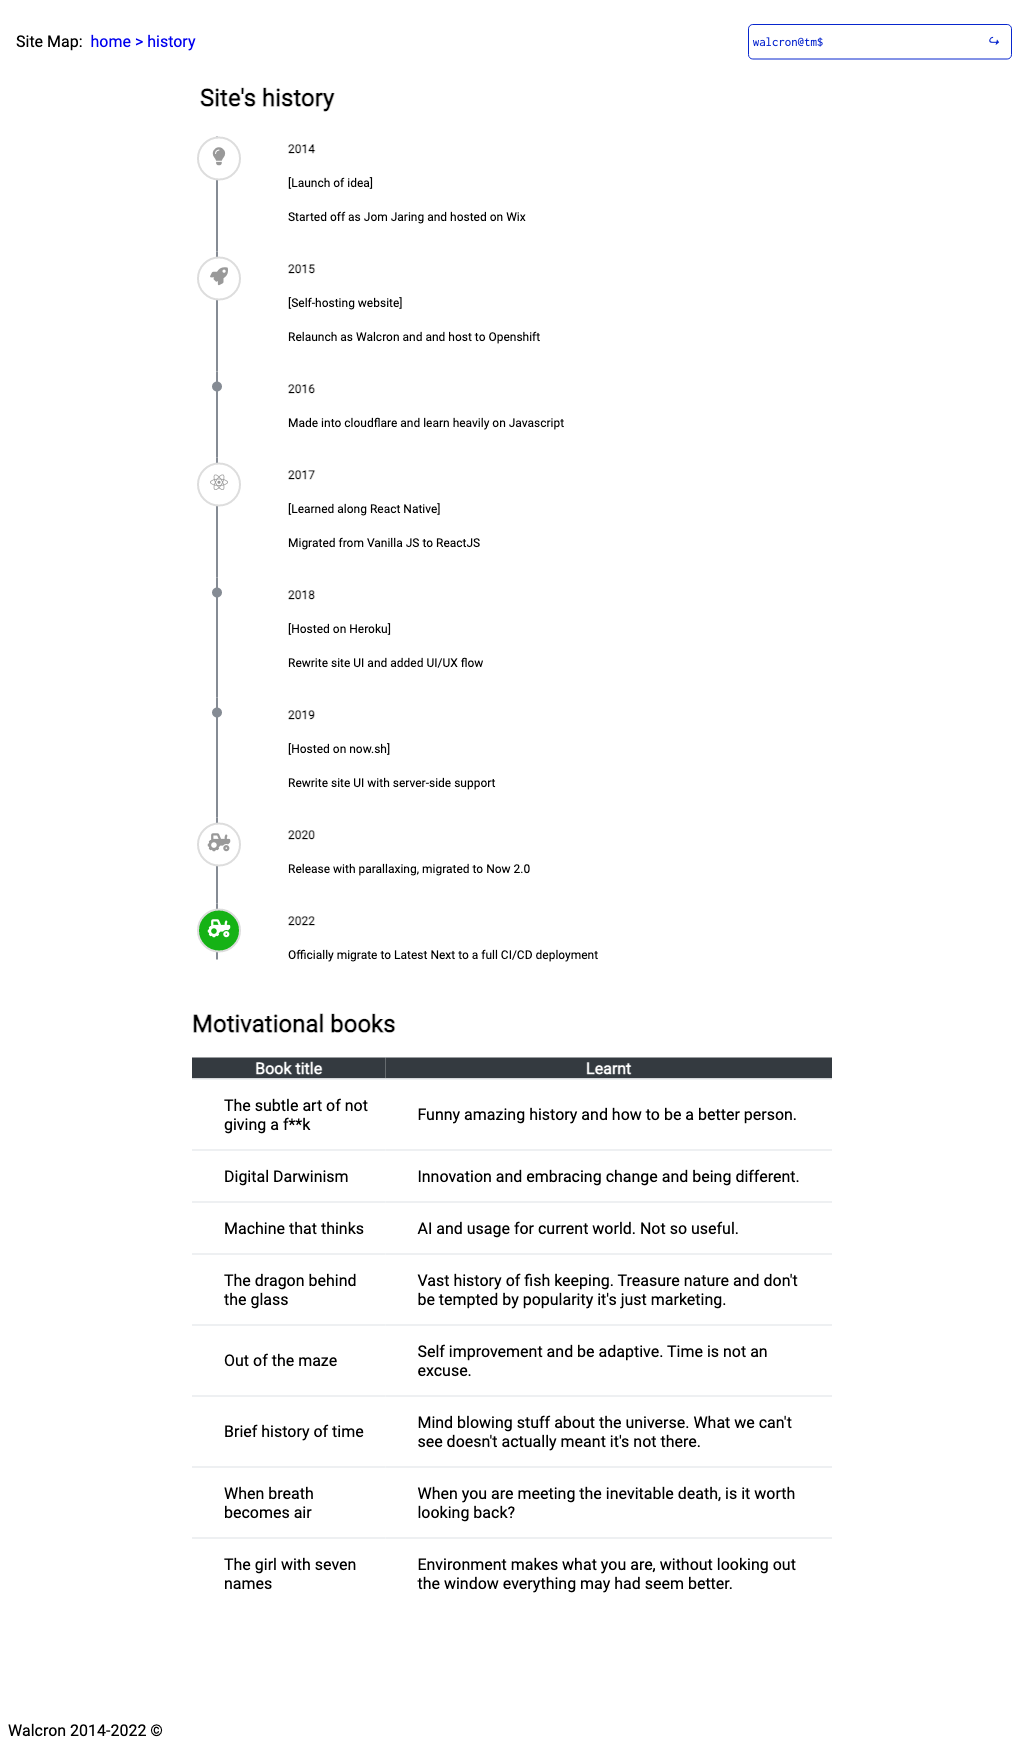 Site Map: home > history
walcron@tm$
Site's history
2014
[Launch of idea]
Started off as Jom Jaring and hosted on Wix
2015
[Self-hosting website]
Relaunch as Walcron and and host to Openshift
2016
Made into cloudflare and learn heavily on Javascript
2017
[Learned along React Native]
Migrated from Vanilla JS to ReactJS
2018
[Hosted on Heroku]
Rewrite site UI and added UI/UX flow
2019
[Hosted on now.sh]
Rewrite site UI with server-side support
2020
Release with parallaxing, migrated to Now 2.0
2022
Officially migrate to Latest Next to a full CI/CD deployment
Motivational books
Book title Learnt
The subtle art of not
giving a f**k
Funny amazing history and how to be a better person.
Digital Darwinism
Innovation and embracing change and being different.
Machine that thinks
AI and usage for current world. Not so useful.
The dragon behind
the glass
Vast history of fish keeping. Treasure nature and don't
be tempted by popularity it's just marketing.
Out of the maze
Self improvement and be adaptive. Time is not an
excuse.
Brief history of time
Mind blowing stuff about the universe. What we can't
see doesn't actually meant it's not there.
When breath
becomes air
When you are meeting the inevitable death, is it worth
looking back?
The girl with seven
names
Environment makes what you are, without looking out
the window everything may had seem better.
Walcron 2014-2022 ©